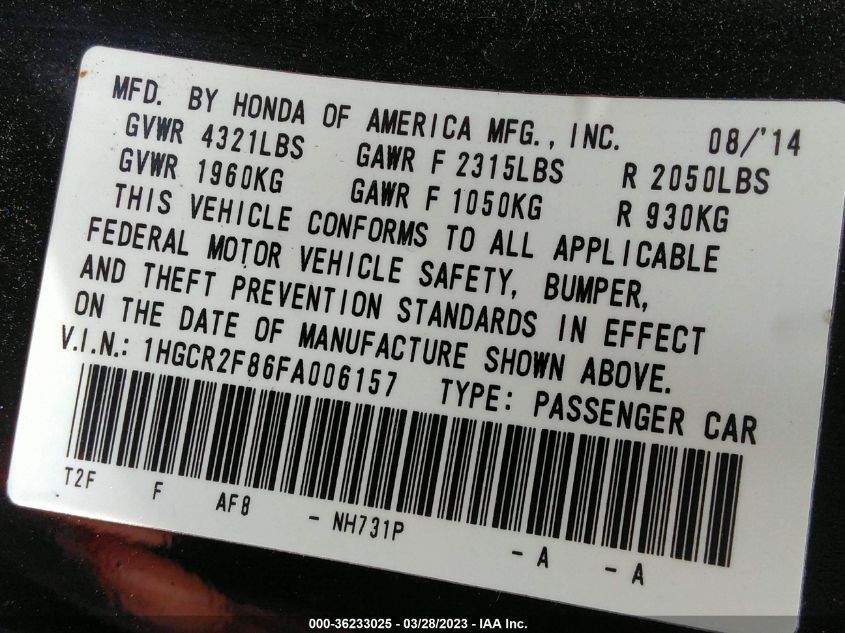 MFD. BY HONDA OF AMERICA MFG., INC. 08/'14
GVWR 4321LBS GAWR F 2315LBS R 2050LBS
GVWR 1960KG GAWR F 1050KG R 930KG
THIS VEHICLE CONFORMS TO ALL APPLICABLE
FEDERAL MOTOR VEHICLE SAFETY, BUMPER,
AND THEFT PREVENTION STANDARDS IN EFFECT
ON THE DATE OF MANUFACTURE SHOWN ABOVE.
V.I.N.: 1HGCR2F86FA006157 TYPE: PASSENGER CAR
T2F F AF8 - NH731P - A - A
000-36233025 - 03/28/2023 - IAA Inc.